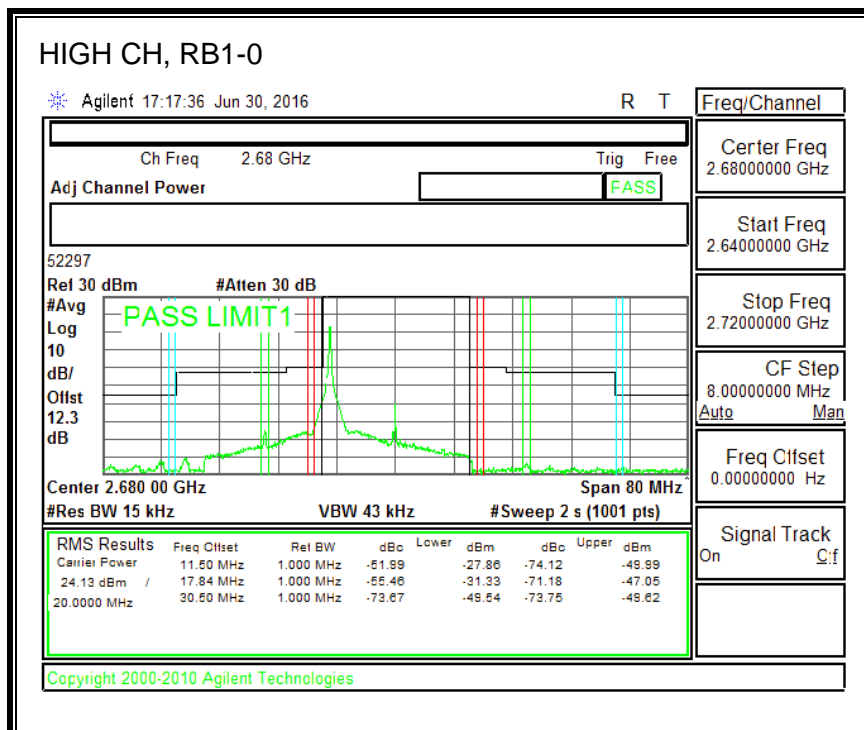 HIGH CH, RB1-0
Agilent 17:17:36 Jun 30, 2016 R T
Freq/Channel
Ch Freq 2.68 GHz Trig Free
Adj Channel Power PASS
Center Freq
2.68000000 GHz
Start Freq
2.64000000 GHz
Stop Freq
2.72000000 GHz
CF Step
8.00000000 MHz
Auto Man
Freq Offset
0.00000000 Hz
Signal Track
On Off
52297
Ref 30 dBm #Atten 30 dB
#Avg
Log
10
dB/
Offst
12.3
dB
PASS LIMIT1
Center 2.680 00 GHz Span 80 MHz
#Res BW 15 kHz VBW 43 kHz #Sweep 2 s (1001 pts)
RMS Results Freq Offset Ref BW dBc Lower dBm dBc Upper dBm
Carrier Power 11.50 MHz 1.000 MHz -51.99 -27.86 -74.12 -49.99
24.13 dBm / 17.84 MHz 1.000 MHz -55.46 -31.33 -71.18 -47.05
20.0000 MHz 30.50 MHz 1.000 MHz -73.67 -49.54 -73.75 -49.62
Copyright 2000-2010 Agilent Technologies